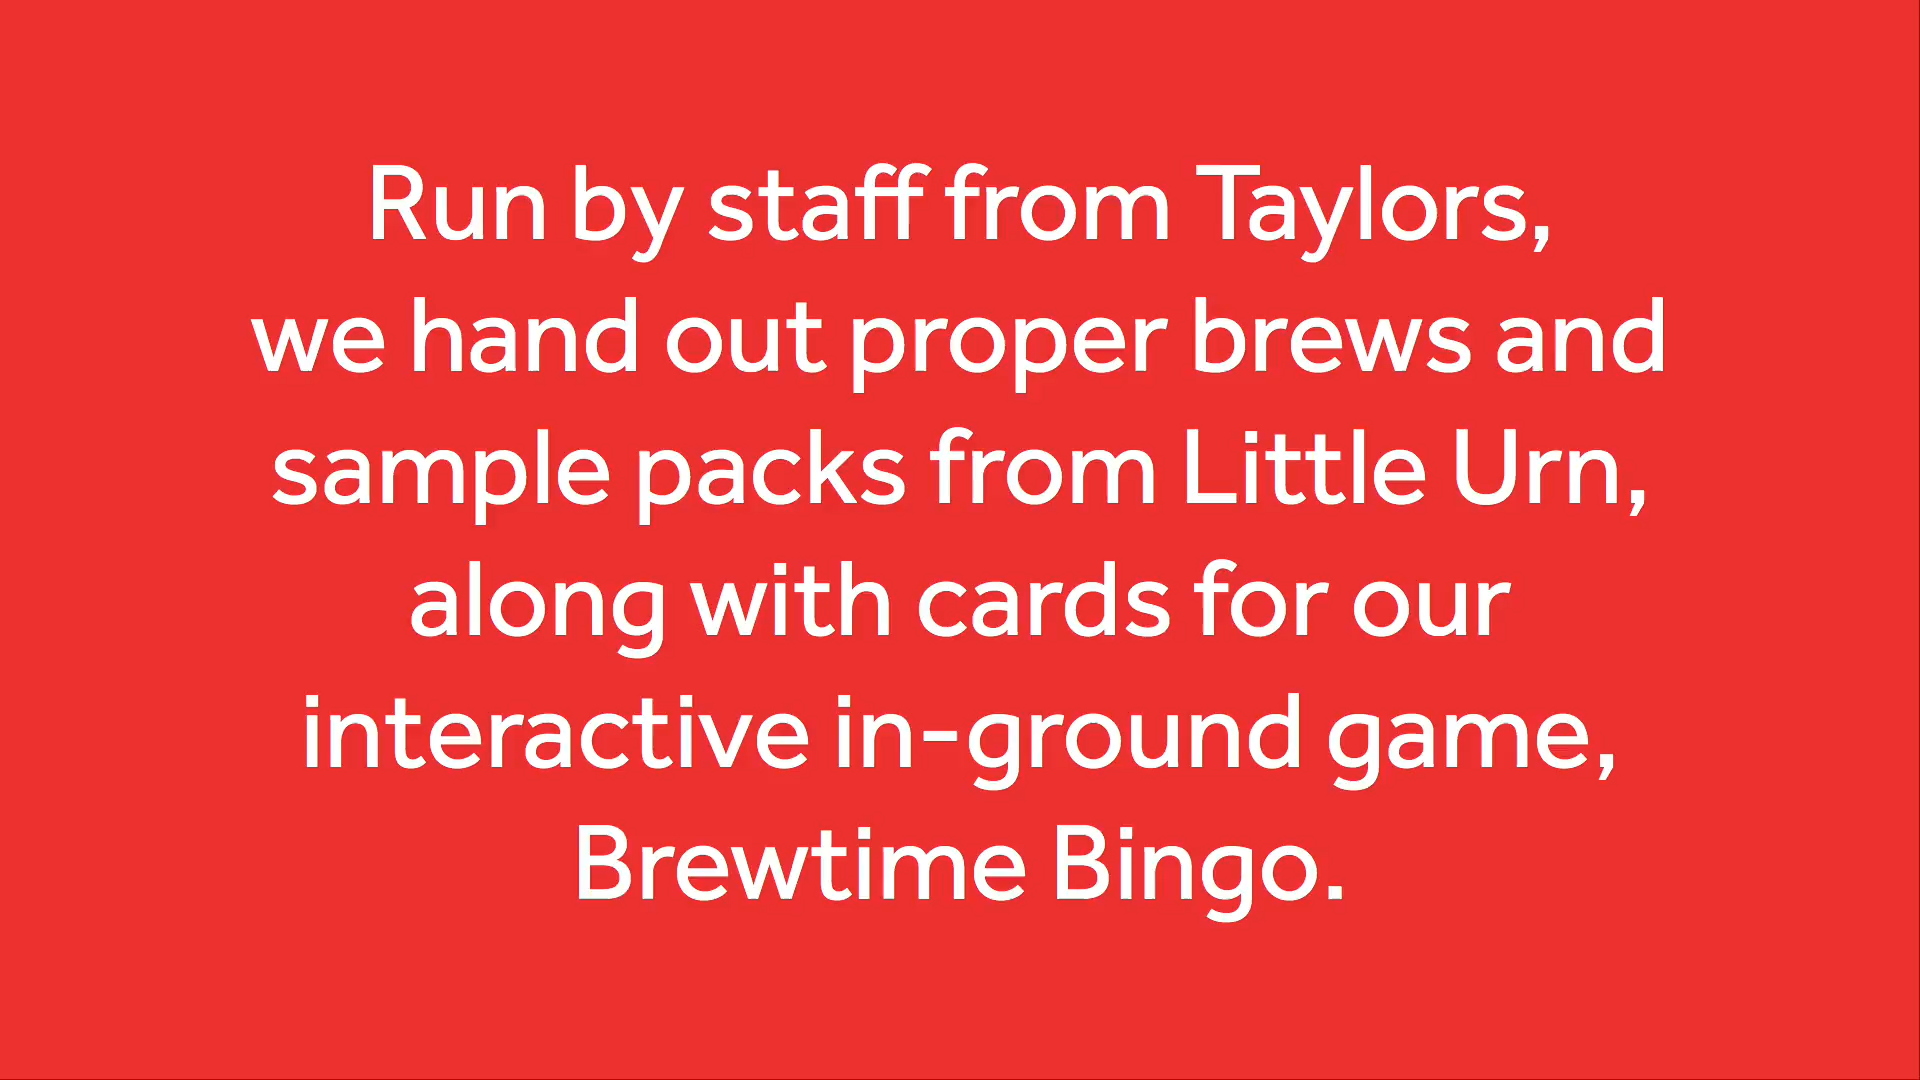 Run by staff from Taylors,
we hand out proper brews and
sample packs from Little Urn,
along with cards for our
interactive in-ground game,
Brewtime Bingo.